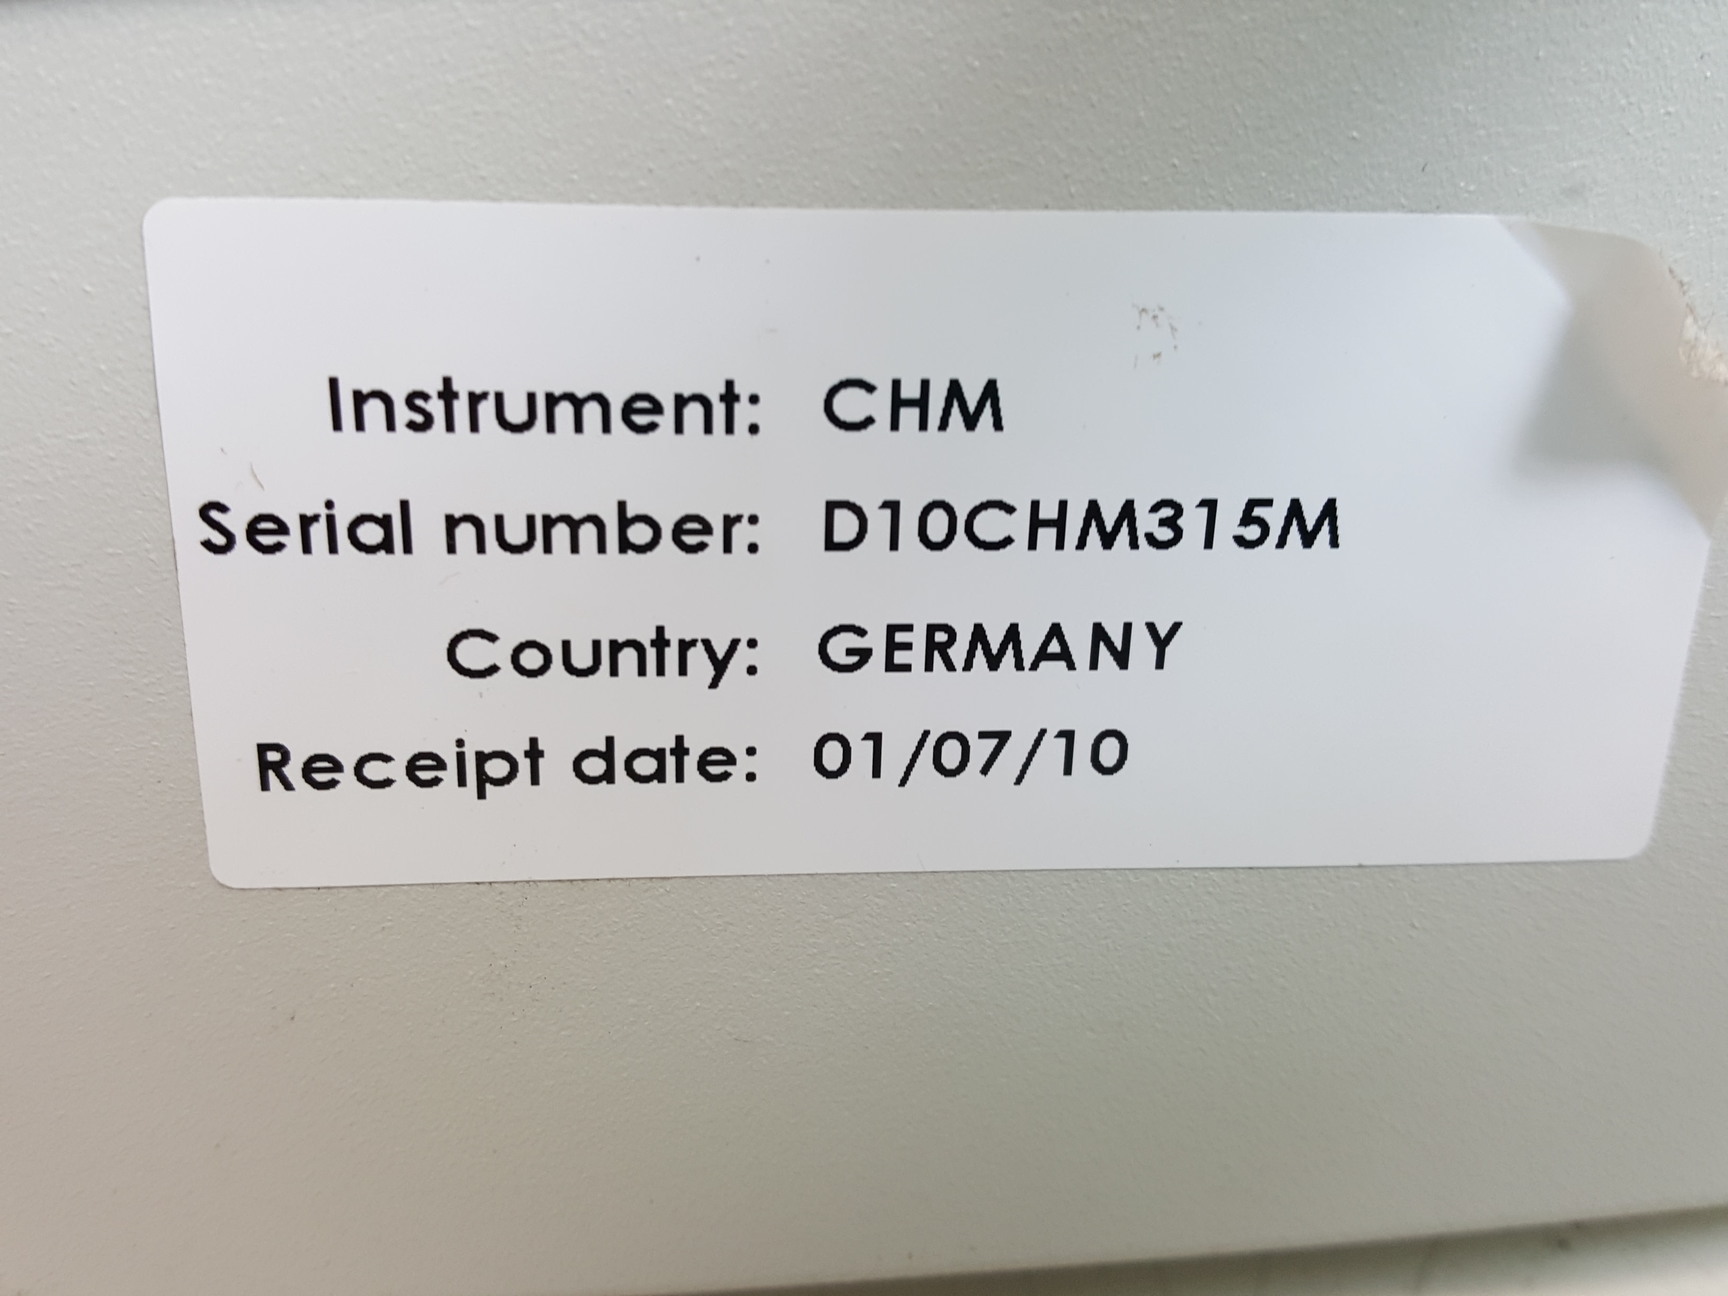 Instrument: CHM
Serial number: D10CHM315M
Country: GERMANY
Receipt date: 01/07/10